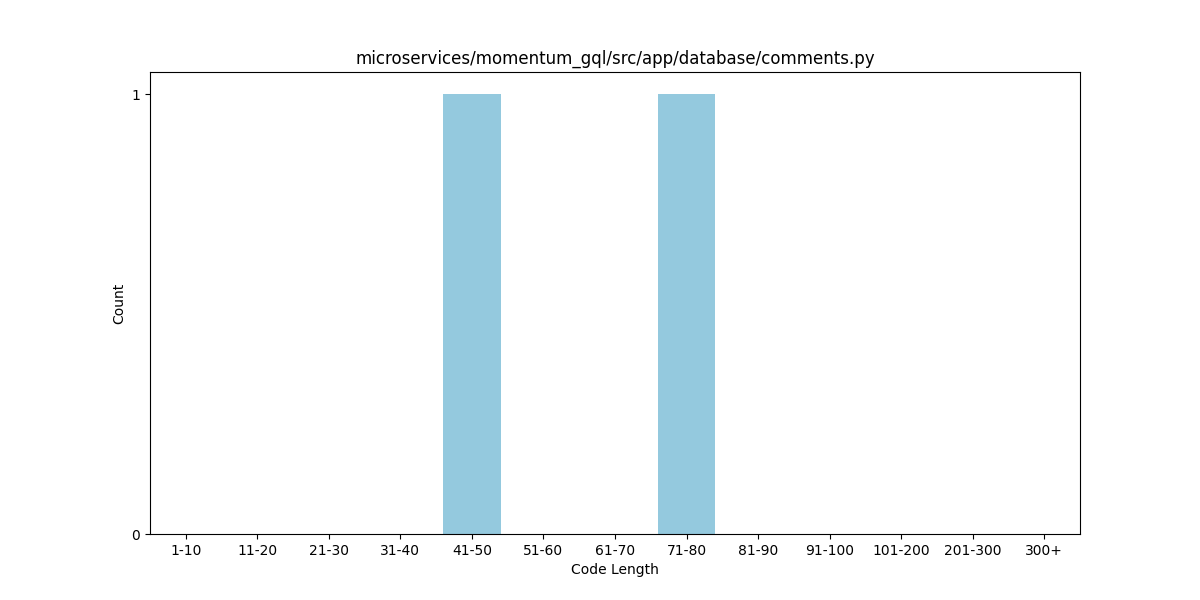 microservices/momentum_gql/src/app/database/comments.py
1
Count
0
1-10 11-20 21-30 31-40 41-50 51-60 61-70 71-80 81-90 91-100 101-200 201-300 300+
Code Length